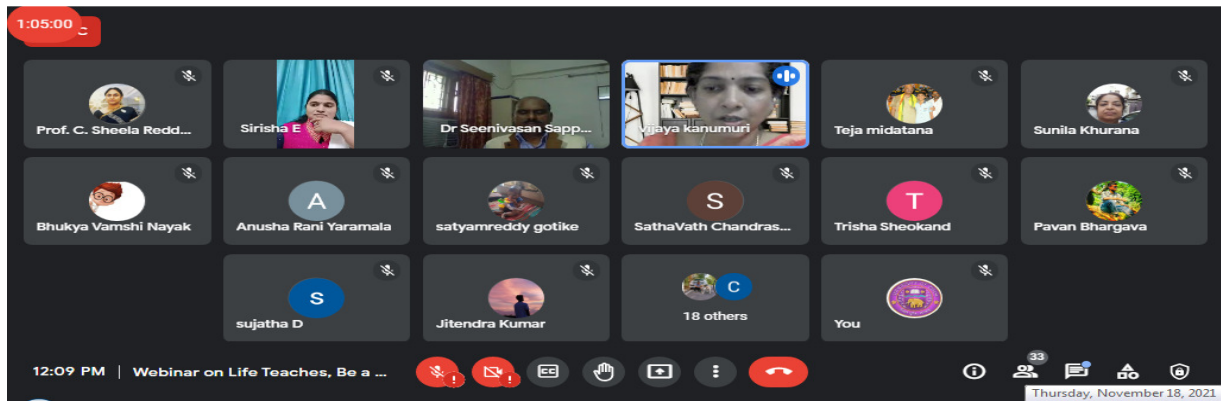 1:05:00
C
Prof. C. Sheela Redd...
Sirisha E
Dr Seenivasan Sapp...
vijaya kanumuri
Teja midatana
Sunila Khurana
Bhukya Vamshi Nayak
A
Anusha Rani Yaramala
satyamreddy gotike
S
SathaVath Chandras...
T
Trisha Sheokand
Pavan Bhargava
S
sujatha D
Jitendra Kumar
C
18 others
You
12:09 PM | Webinar on Life Teaches, Be a ...
CC
33
Thursday, November 18, 2021